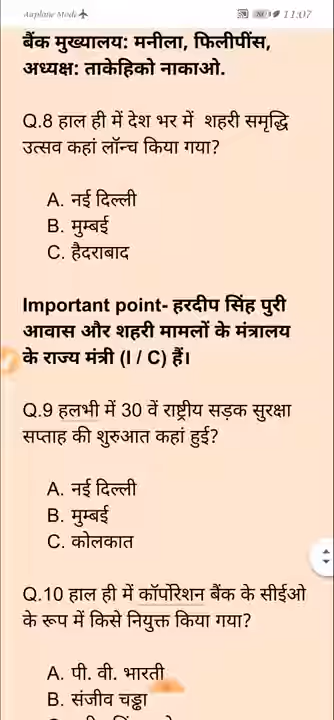 Auplane Mode
11:07
बैंक मुख्यालय: मनीला, फिलीपींस,
अध्यक्ष: ताकेहिको नाकाओ.
Q.8 हाल ही में देश भर में शहरी समृद्धि
उत्सव कहां लॉन्च किया गया?
A. नई दिल्ली
B. मुम्बई
C. हैदराबाद
Important point- हरदीप सिंह पुरी
आवास और शहरी मामलों के मंत्रालय
के राज्य मंत्री (I / C) हैं।
Q.9 हलभी में 30 वें राष्ट्रीय सड़क सुरक्षा
सप्ताह की शुरुआत कहां हुई?
A. नई दिल्ली
B. मुम्बई
C. कोलकात
Q.10 हाल ही में कॉर्पोरेशन बैंक के सीईओ
के रूप में किसे नियुक्त किया गया?
A. पी. वी. भारती
B. संजीव चड्ढा